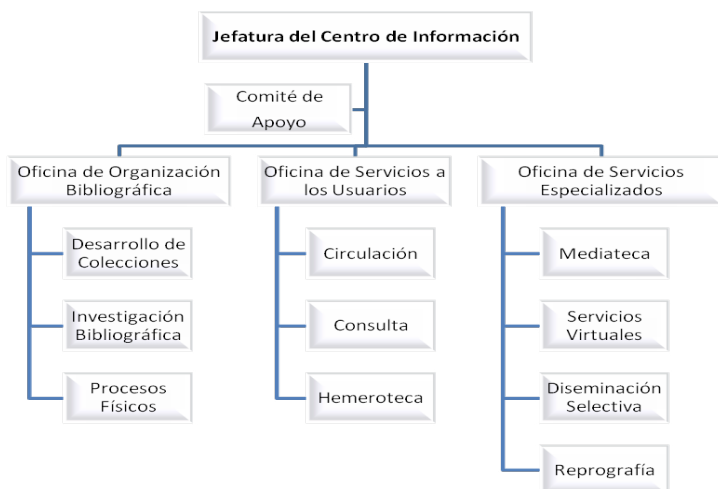 Jefatura del Centro de Información
Comité de
Apoyo
Oficina de Organización
Bibliográfica
Desarrollo de
Colecciones
Investigación
Bibliográfica
Procesos
Físicos
Oficina de Servicios a
los Usuarios
Circulación
Consulta
Hemeroteca
Oficina de Servicios
Especializados
Mediateca
Servicios
Virtuales
Diseminación
Selectiva
Reprografía